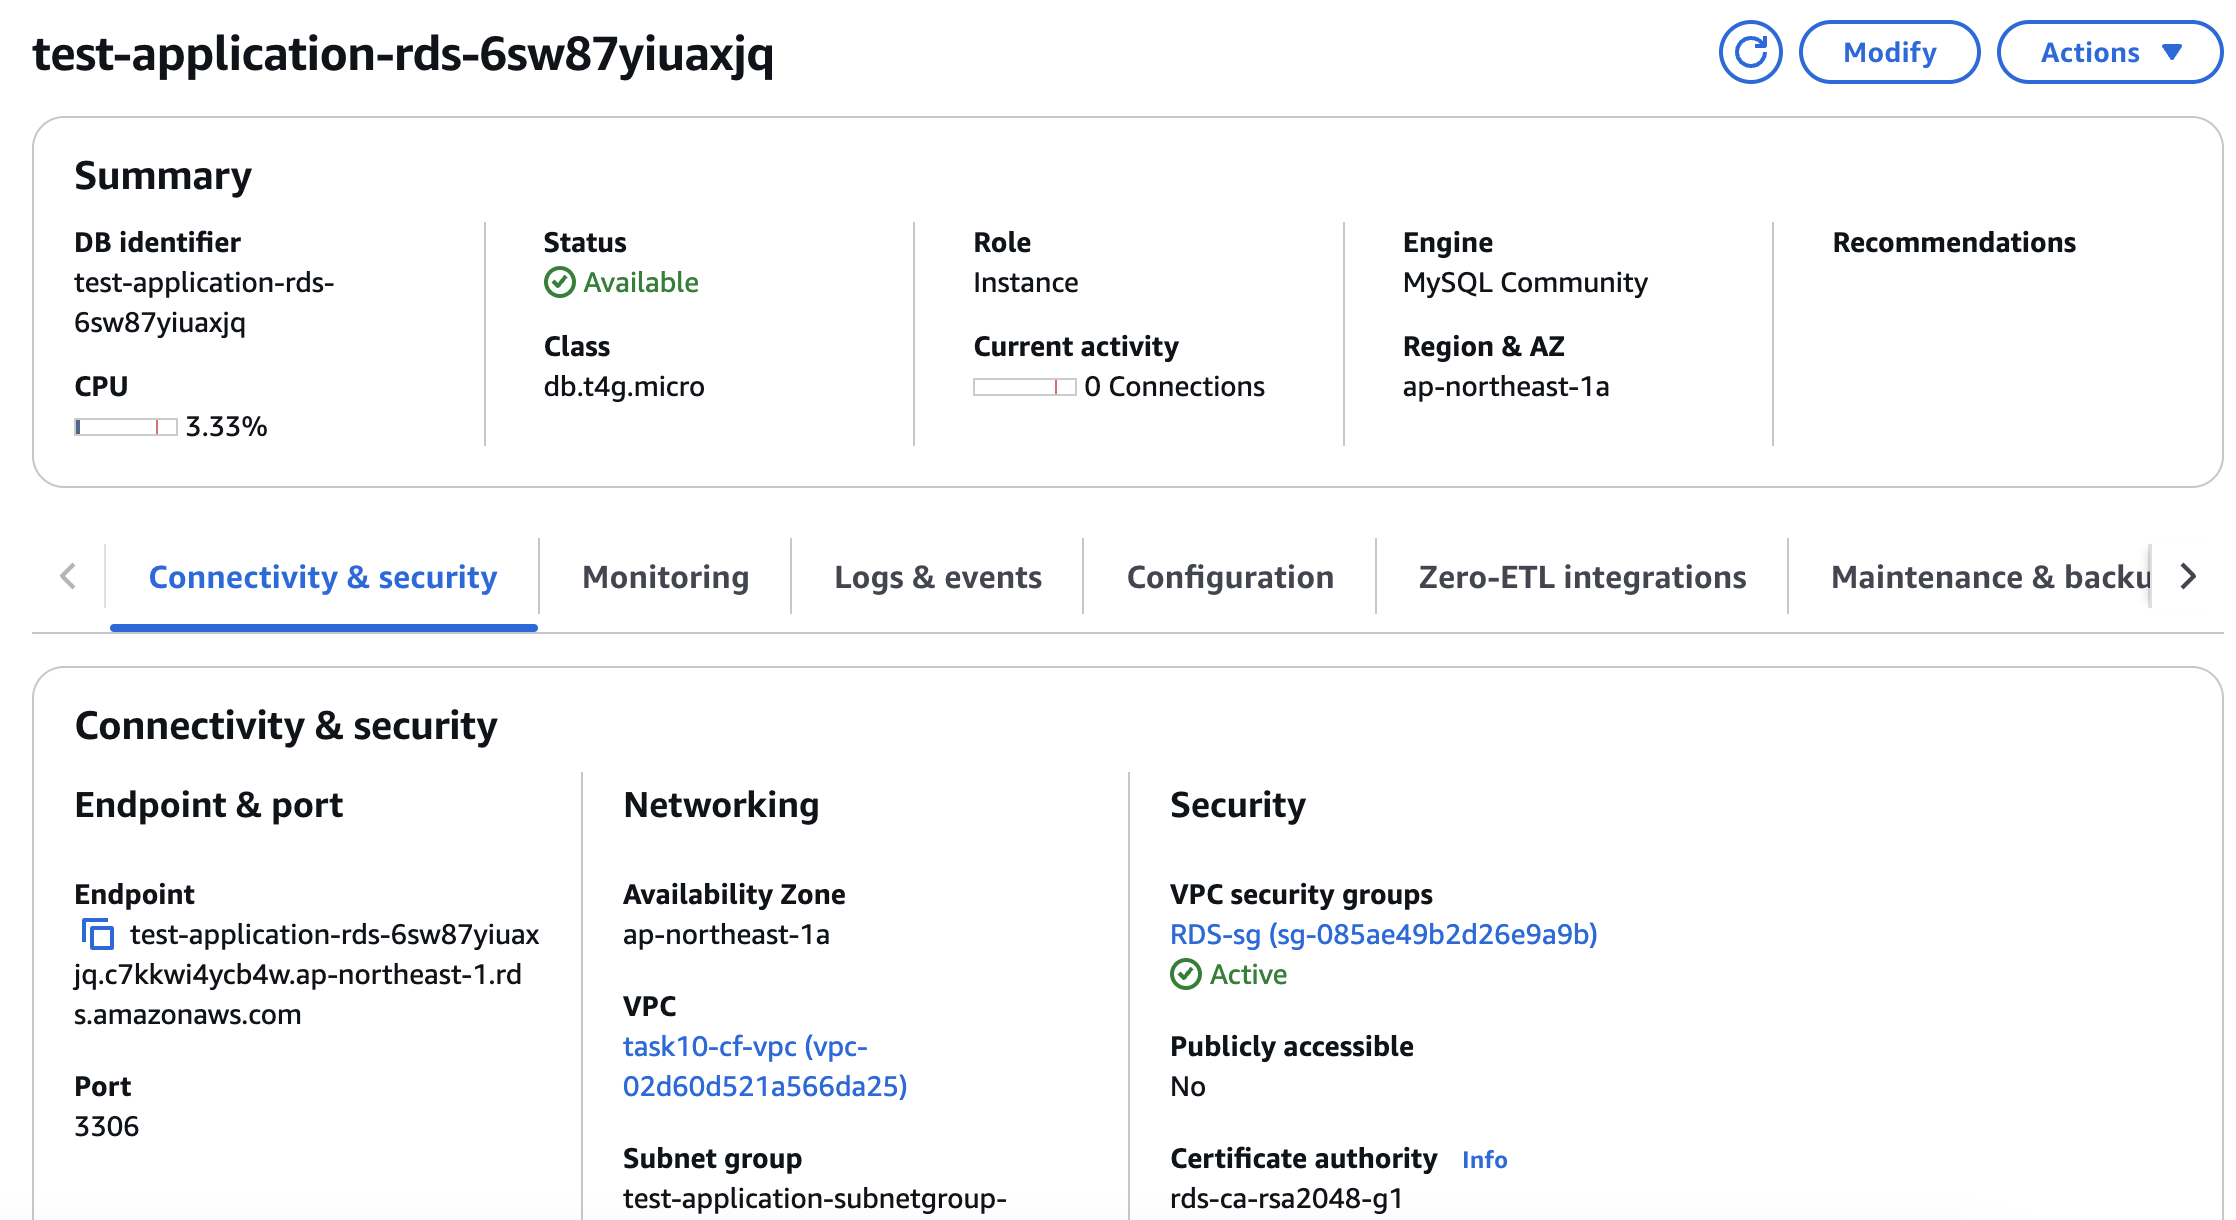 test-application-rds-6sw87yiuaxjq
Modify
Actions
Summary
DB identifier
test-application-rds-
6sw87yiuaxjq
CPU
3.33%
Status
Available
Class
db.t4g.micro
Role
Instance
Current activity
0 Connections
Engine
MySQL Community
Region & AZ
ap-northeast-1a
Recommendations
Connectivity & security
Monitoring
Logs & events
Configuration
Zero-ETL integrations
Maintenance & backu
Connectivity & security
Endpoint & port
Endpoint
test-application-rds-6sw87yiuax
jq.c7kkwi4ycb4w.ap-northeast-1.rd
s.amazonaws.com
Port
3306
Networking
Availability Zone
ap-northeast-1a
VPC
task10-cf-vpc (vpc-
02d60d521a566da25)
Subnet group
test-application-subnetgroup-
Security
VPC security groups
RDS-sg (sg-085ae49b2d26e9a9b)
Active
Publicly accessible
No
Certificate authority Info
rds-ca-rsa2048-g1